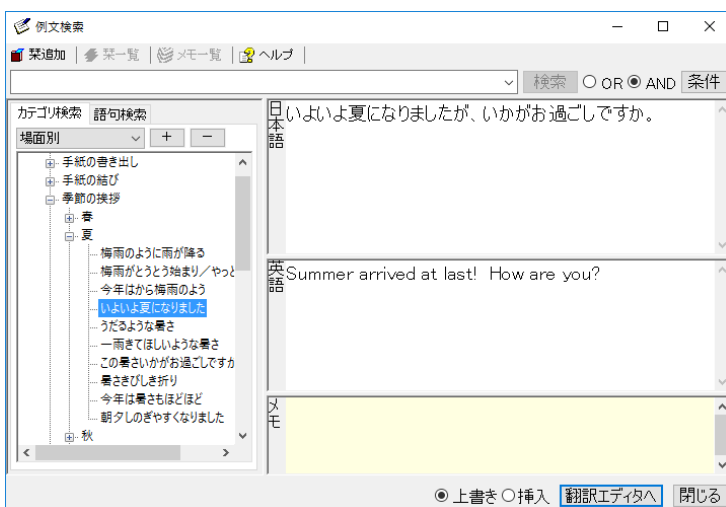 例文検索
栞追加 栞一覧 メモ一覧 ヘルプ
検索 OR AND 条件
カテゴリ検索 語句検索
場面別 + -
手紙の書き出し
手紙の結び
季節の挨拶
春
夏
梅雨のように雨が降る
梅雨がとうとう始まり／やっと
今年はから梅雨のよう
いよいよ夏になりました
うだるような暑さ
一雨きてほしいような暑さ
この暑さいかがお過ごしですか
暑さきびしき折り
今年は暑さもほどほど
朝夕しのぎやすくなりました
秋
日本語
いよいよ夏になりましたが、いかがお過ごしですか。
英語
Summer arrived at last! How are you?
メモ
上書き 挿入 翻訳エディタへ 閉じる